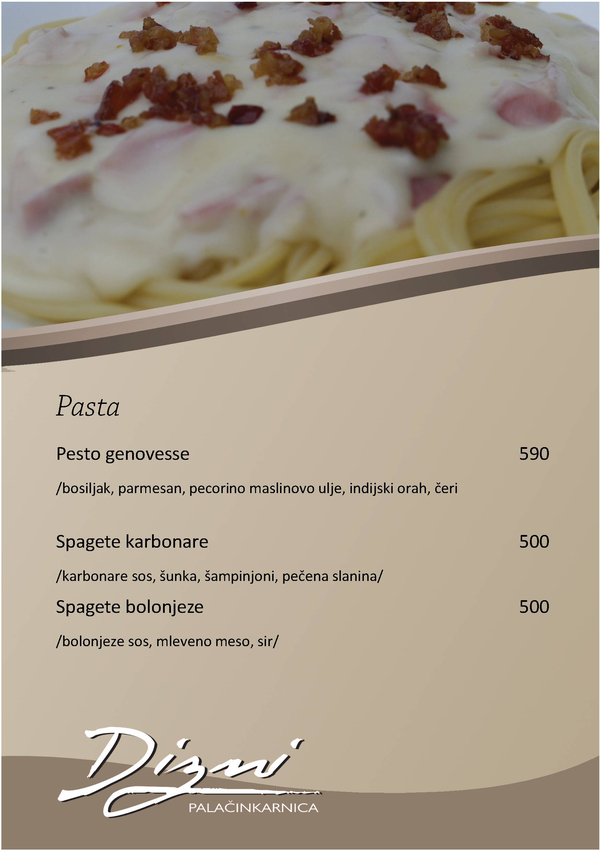 Pasta
Pesto genovesse 590
/bosiljak, parmesan, pecorino maslinovo ulje, indijski orah, čeri
Spagete karbonare 500
/karbonare sos, šunka, šampinjoni, pečena slanina/
Spagete bolonjeze 500
/bolonjeze sos, mleveno meso, sir/
Dizni
PALAČINKARNICA